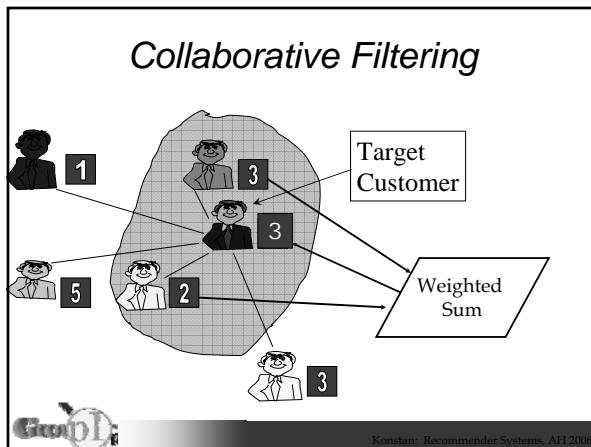 Collaborative Filtering
1
3
Target
Customer
3
5
2
Weighted
Sum
3
Konstan: Recommender Systems, AH 2006